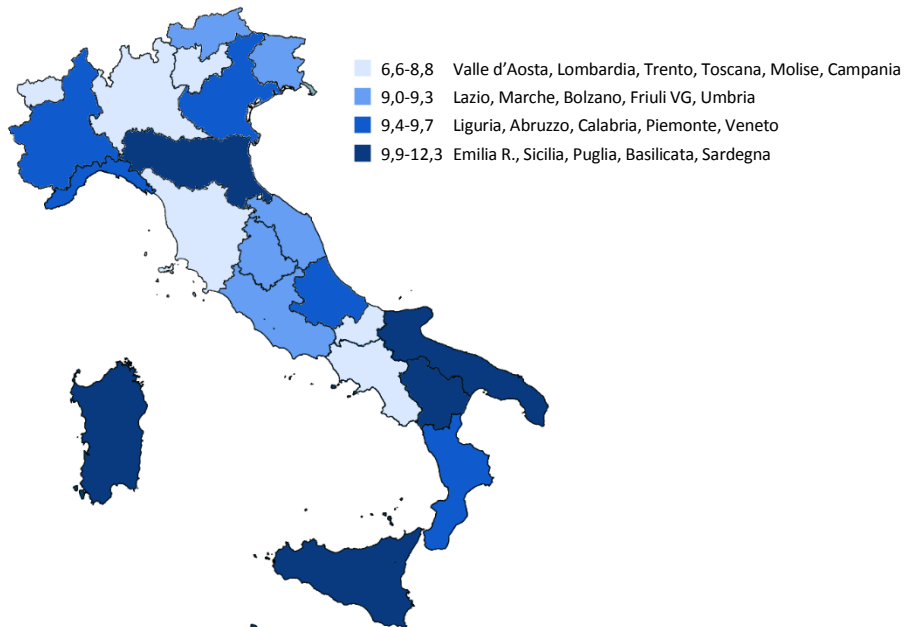 6,6-8,8 Valle d’Aosta, Lombardia, Trento, Toscana, Molise, Campania
9,0-9,3 Lazio, Marche, Bolzano, Friuli VG, Umbria
9,4-9,7 Liguria, Abruzzo, Calabria, Piemonte, Veneto
9,9-12,3 Emilia R., Sicilia, Puglia, Basilicata, Sardegna